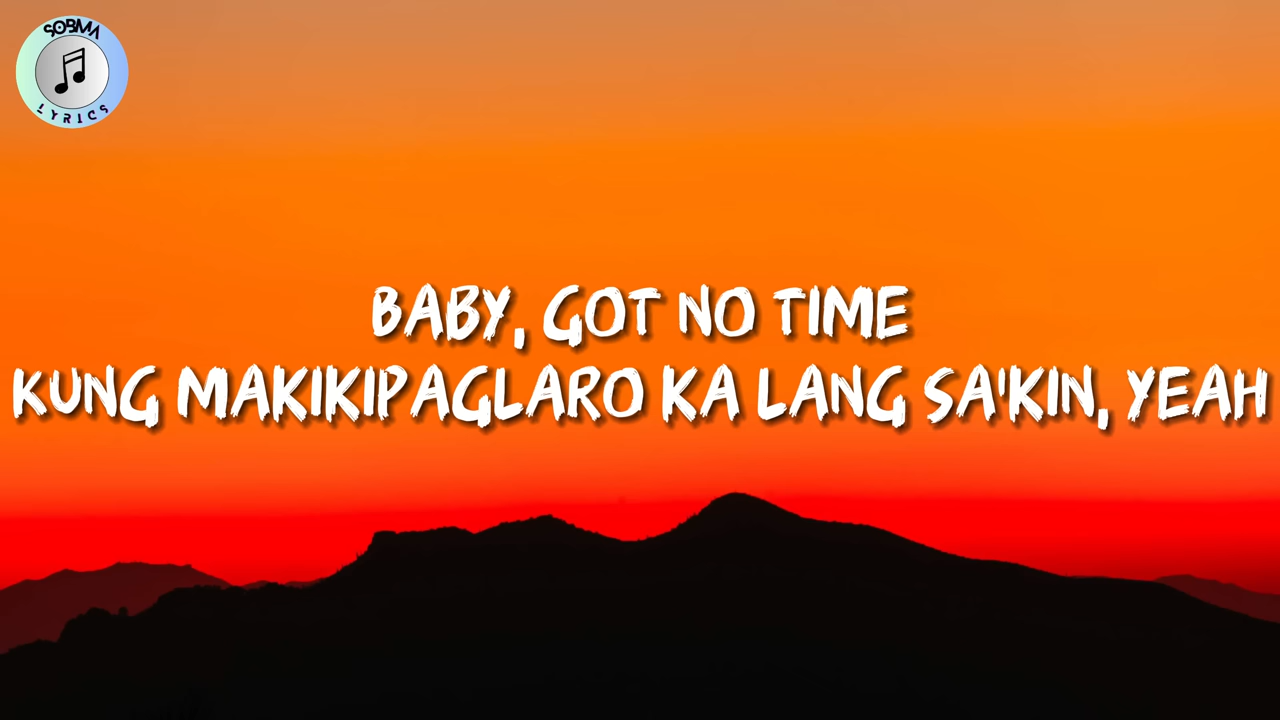 SOBMA
LYRICS
BABY, GOT NO TIME
KUNG MAKIKIPAGLARO KA LANG SA'KIN, YEAH